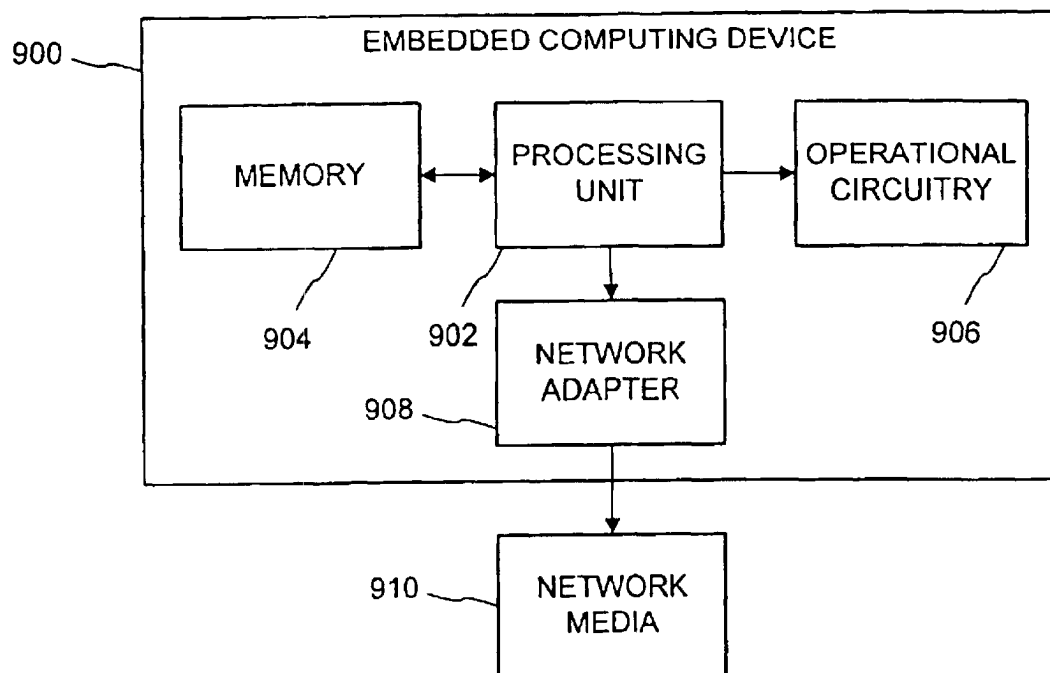 EMBEDDED COMPUTING DEVICE
900
MEMORY
PROCESSING
UNIT
OPERATIONAL
CIRCUITRY
904
902
906
NETWORK
ADAPTER
908
NETWORK
MEDIA
910